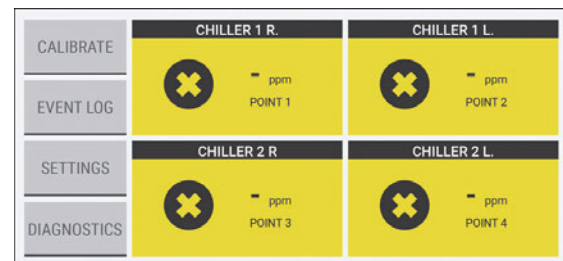 CALIBRATE
EVENT LOG
SETTINGS
DIAGNOSTICS
CHILLER 1 R.
- ppm
POINT 1
CHILLER 1 L.
- ppm
POINT 2
CHILLER 2 R
- ppm
POINT 3
CHILLER 2 L.
- ppm
POINT 4